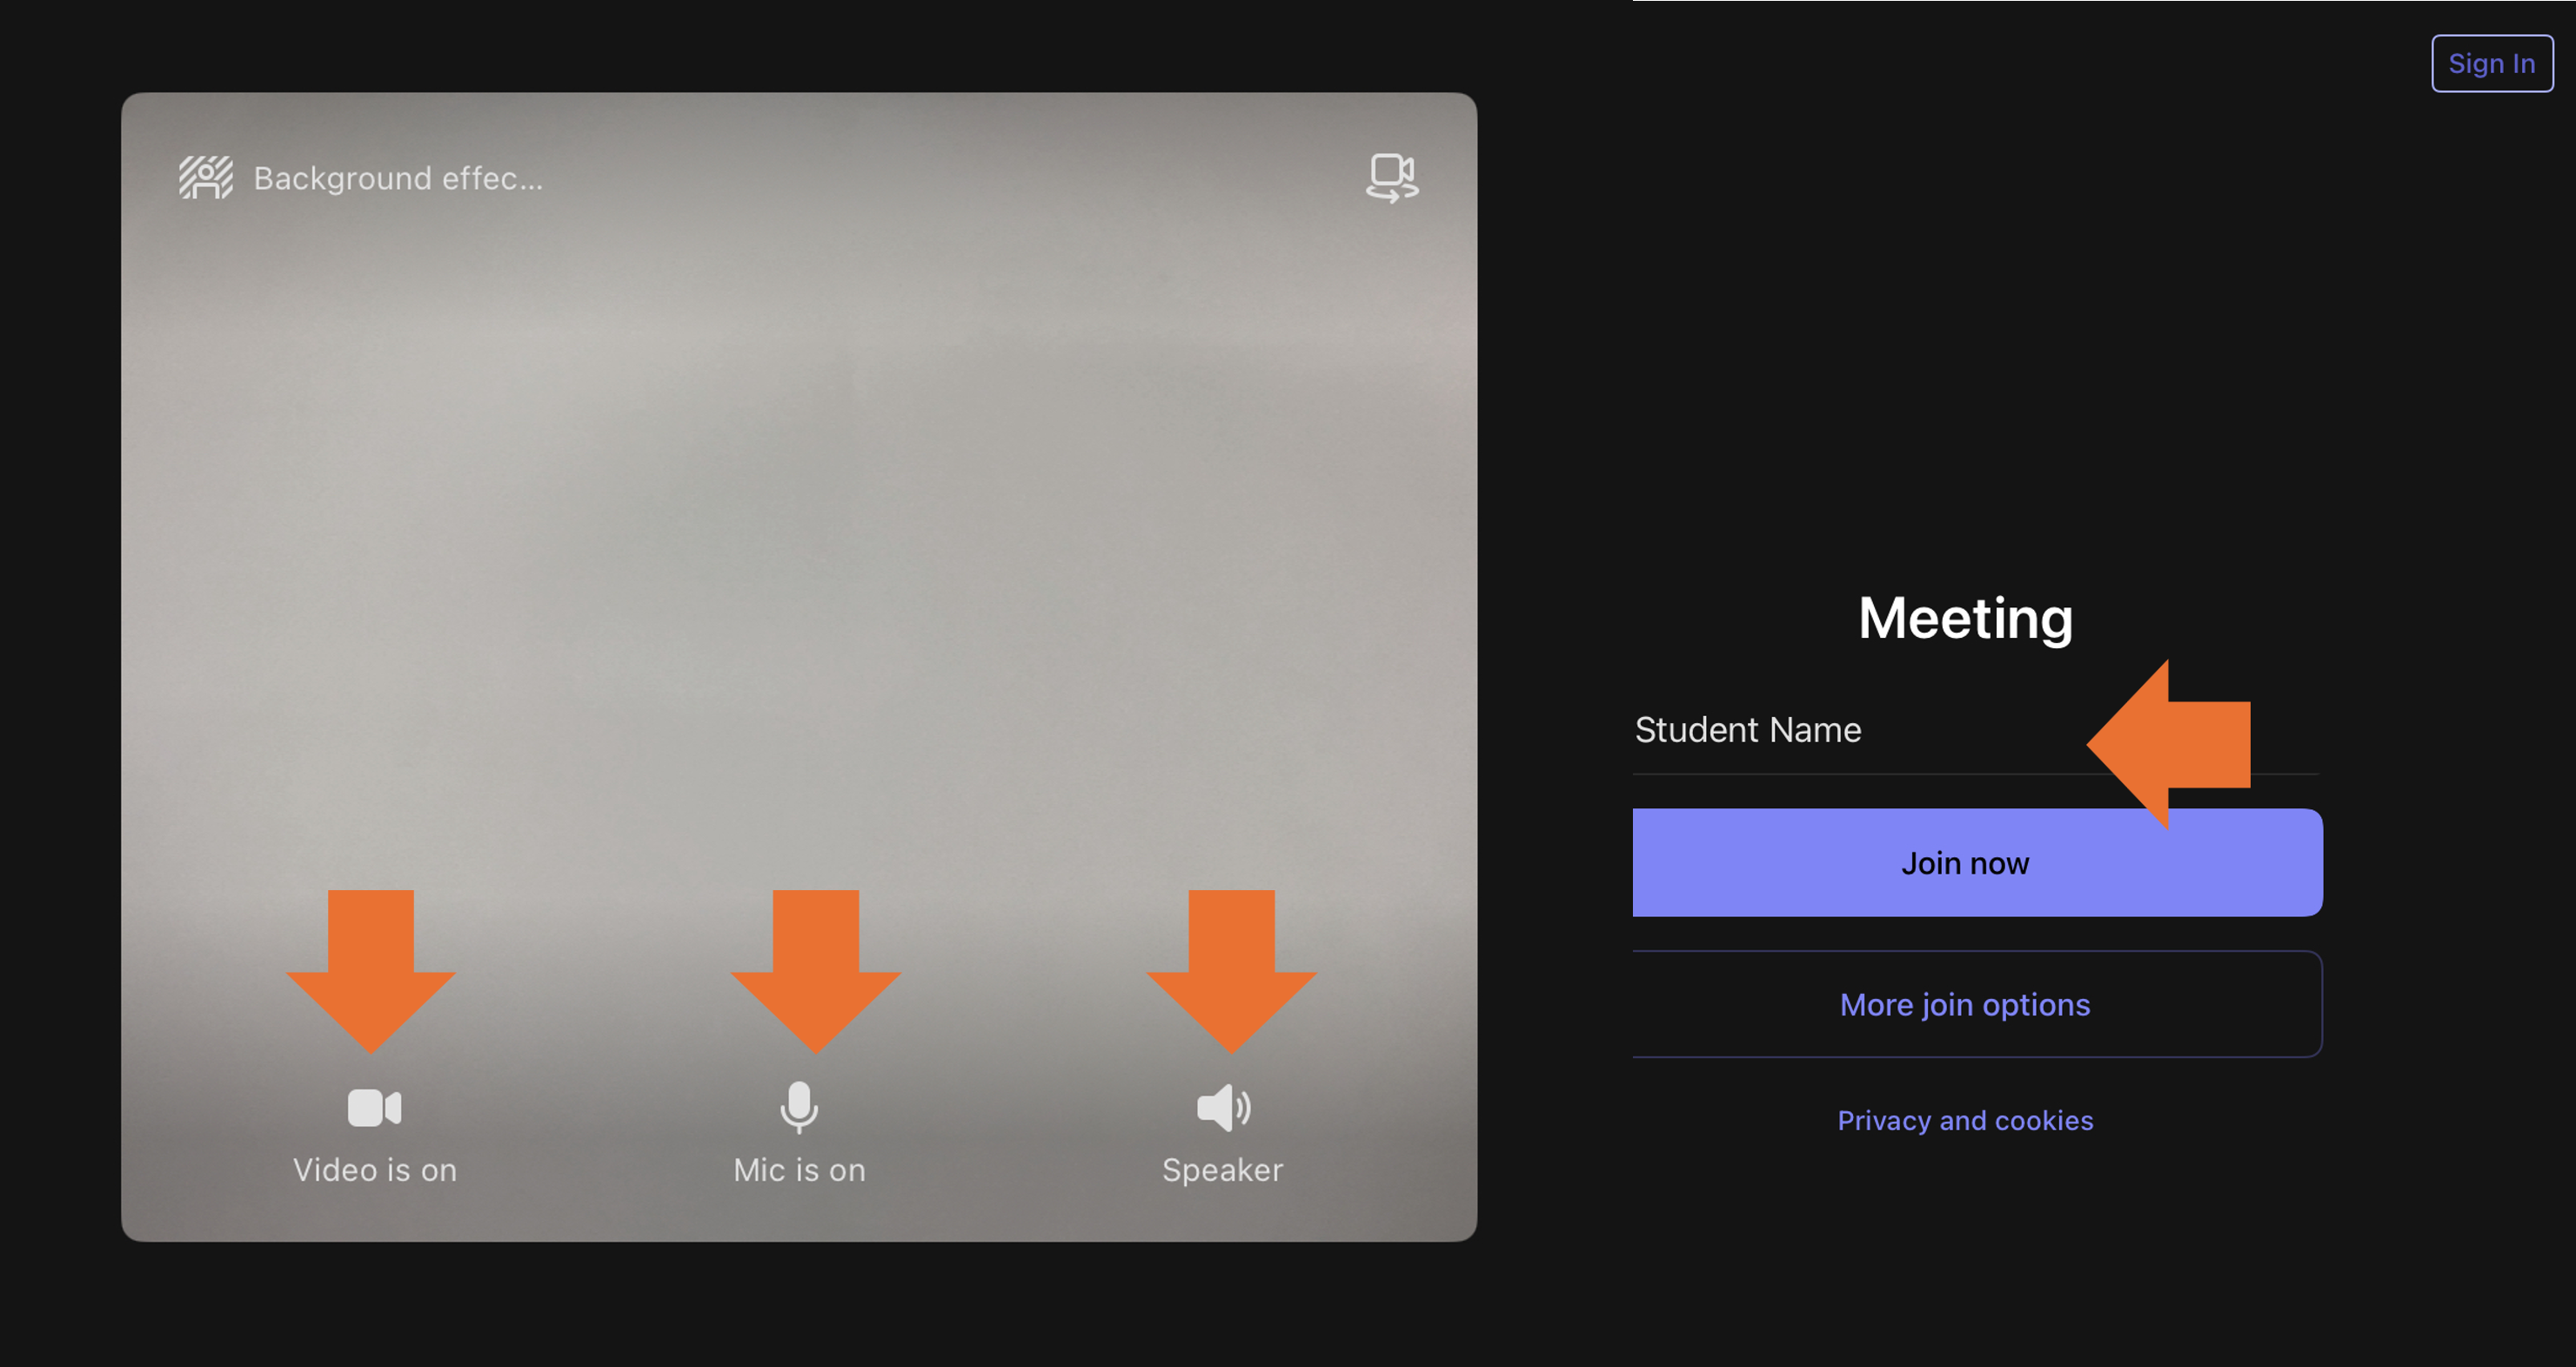 Sign In
Background effec...
Meeting
Student Name
Join now
More join options
Privacy and cookies
Video is on
Mic is on
Speaker